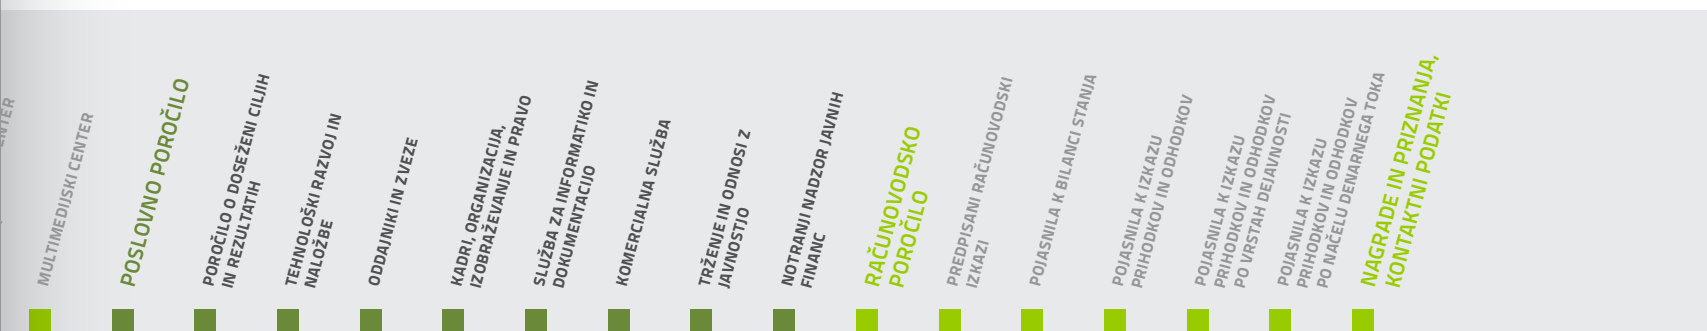 MULTIMEDIJSKI CENTER
POSLOVNO POROČILO
POROČILO O DOSEŽENI CILJIH
IN REZULTATIH
TEHNOLOŠKI RAZVOJ IN
NALOŽBE
ODDAJNIKI IN ZVEZE
KADRI, ORGANIZACIJA,
IZOBRAŽEVANJE IN PRAVO
SLUŽBA ZA INFORMATIKO IN
DOKUMENTACIJO
KOMERCIALNA SLUŽBA
TRŽENJE IN ODNOSI Z
JAVNOSTJO
NOTRANJI NADZOR JAVNIH
FINANC
RAČUNOVODSKO
POROČILO
PREDPISANI RAČUNOVODSKI
IZKAZI
POJASNILA K BILANCI STANJA
POJASNILA K IZKAZU
PRIHODKOV IN ODHODKOV
POJASNILA K IZKAZU
PRIHODKOV IN ODHODKOV
PO VRSTAH DEJAVNOSTI
POJASNILA K IZKAZU
PRIHODKOV IN ODHODKOV
PO NAČELU DENARNEGA TOKA
NAGRADE IN PRIZNANJA,
KONTAKTINI PODATKI